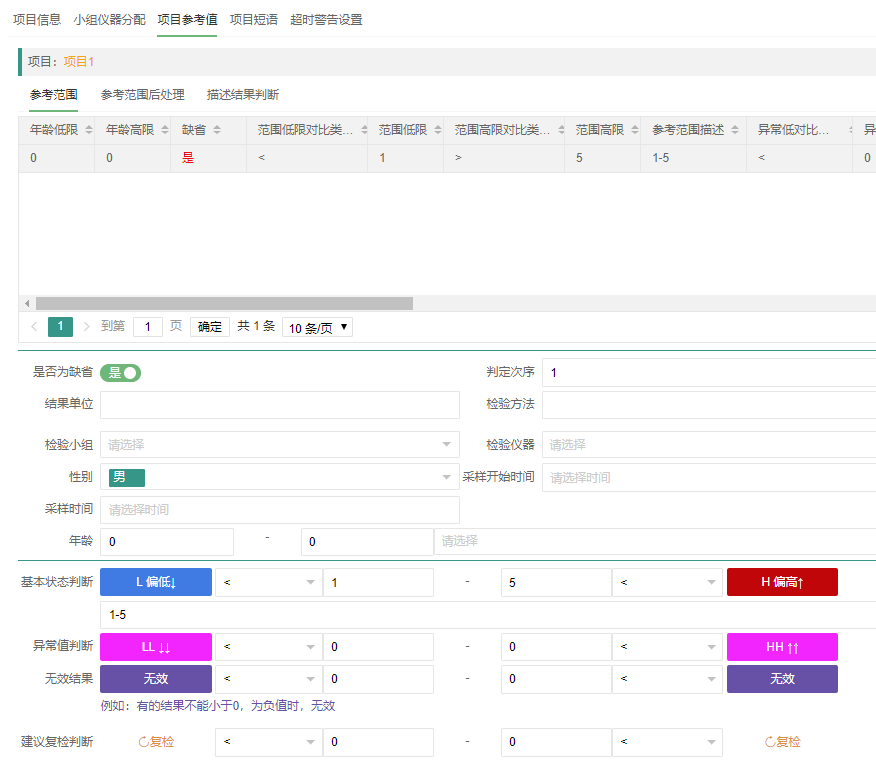 项目信息 小组仪器分配 项目参考值 项目短语 超时警告设置
项目：项目1
参考范围 参考范围后处理 描述结果判断
年龄低限 年龄高限 缺省 范围低限对比类... 范围低限 范围高限对比类... 范围高限 参考范围描述 异常低对比... 异
0 0 是 < 1 > 5 1-5 < 0
< 1 > 到第 1 页 确定 共 1 条 10 条/页
是否为缺省 是 判定次序 1
结果单位 检验方法
检验小组 请选择 检验仪器 请选择
性别 男 采样开始时间 请选择时间
采样时间 请选择时间
年龄 0 - 0 请选择
基本状态判断 L 偏低↓ < 1 - 5 < H 偏高↑
1-5
异常值判断 LL ↓↓ < 0 - 0 < HH ↑↑
无效结果 无效 < 0 - 0 < 无效
例如：有的结果不能小于0，为负值时，无效
建议复检判断 复检 < 0 - 0 < 复检